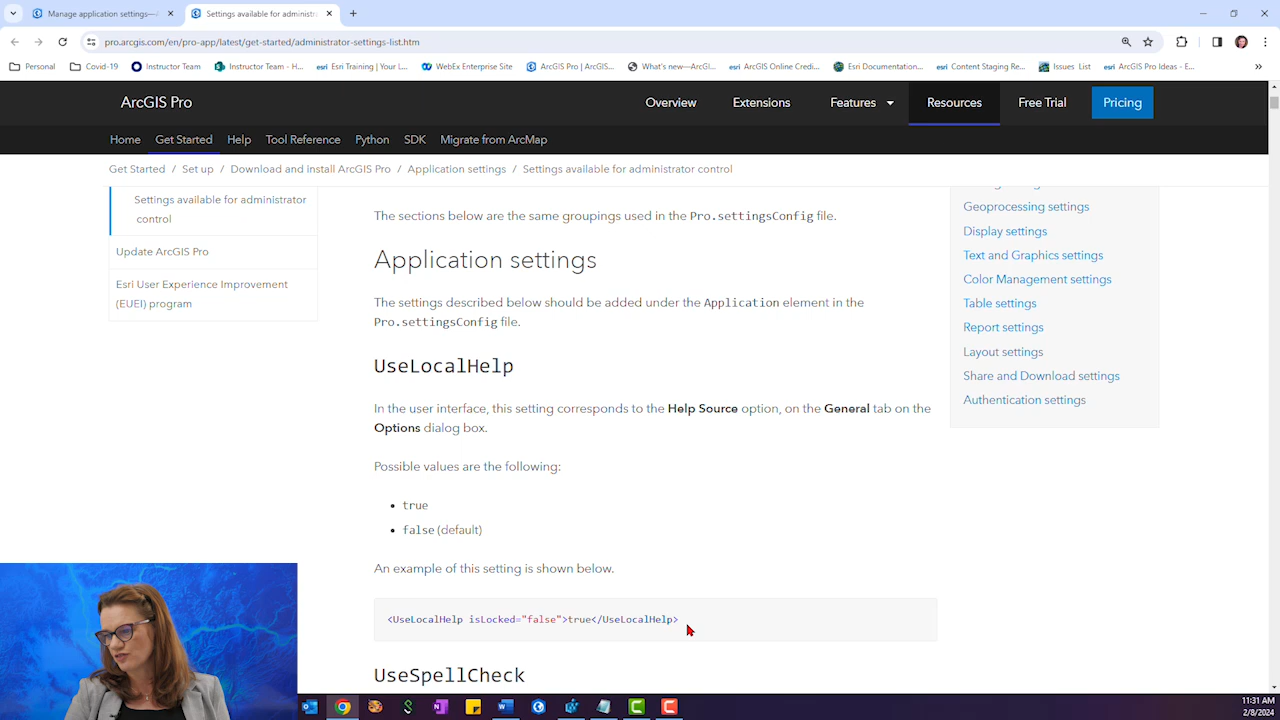 Manage application settings—
Settings available for administr
pro.arcgis.com/en/pro-app/latest/get-started/administrator-settings-list.htm
Personal
Covid-19
Instructor Team
Instructor Team - H...
esri Esri Training | Your L...
WebEx Enterprise Site
ArcGIS Pro | ArcGIS...
What's new—ArcGI...
esri ArcGIS Online Credi...
Esri Documentation...
esri Content Staging Re...
Issues List
esri ArcGIS Pro Ideas - E...
ArcGIS Pro
Overview
Extensions
Features
Resources
Free Trial
Pricing
Home
Get Started
Help
Tool Reference
Python
SDK
Migrate from ArcMap
Get Started / Set up / Download and install ArcGIS Pro / Application settings / Settings available for administrator control
Settings available for administrator
control
Update ArcGIS Pro
Esri User Experience Improvement
(EUEI) program
The sections below are the same groupings used in the Pro.settingsConfig file.
Application settings
The settings described below should be added under the Application element in the
Pro.settingsConfig file.
UseLocalHelp
In the user interface, this setting corresponds to the Help Source option, on the General tab on the
Options dialog box.
Possible values are the following:
• true
• false (default)
An example of this setting is shown below.
<UseLocalHelp isLocked="false">true</UseLocalHelp>
UseSpellCheck
Geoprocessing settings
Display settings
Text and Graphics settings
Color Management settings
Table settings
Report settings
Layout settings
Share and Download settings
Authentication settings
11:31 AM
2/8/2024